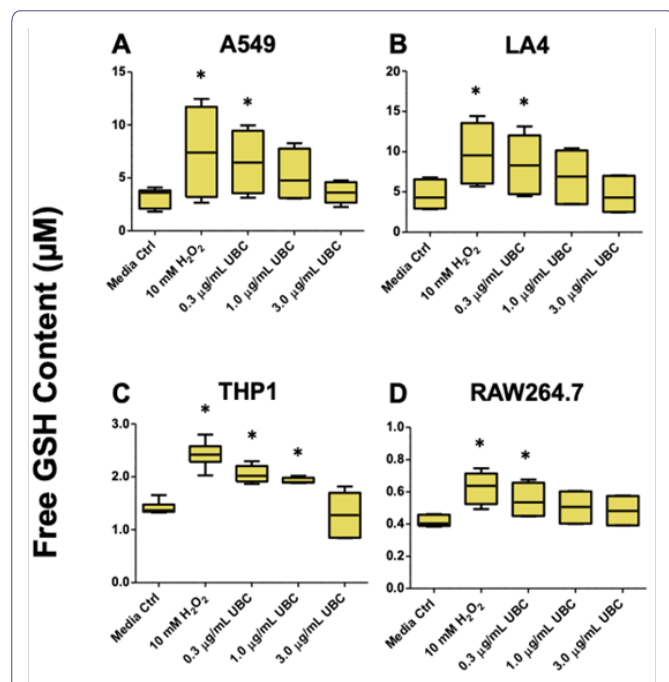 Free GSH Content (µM)
A
A549
15
10
5
0
*
*
Media Ctrl
10 mM H₂O₂
0.3 µg/mL UBC
1.0 µg/mL UBC
3.0 µg/mL UBC
B
LA4
20
15
10
5
0
*
*
Media Ctrl
10 mM H₂O₂
0.3 µg/mL UBC
1.0 µg/mL UBC
3.0 µg/mL UBC
C
THP1
3.0
2.0
1.0
0.0
*
*
*
Media Ctrl
10 mM H₂O₂
0.3 µg/mL UBC
1.0 µg/mL UBC
3.0 µg/mL UBC
D
RAW264.7
1.0
0.8
0.6
0.4
0.2
0.0
*
*
Media Ctrl
10 mM H₂O₂
0.3 µg/mL UBC
1.0 µg/mL UBC
3.0 µg/mL UBC